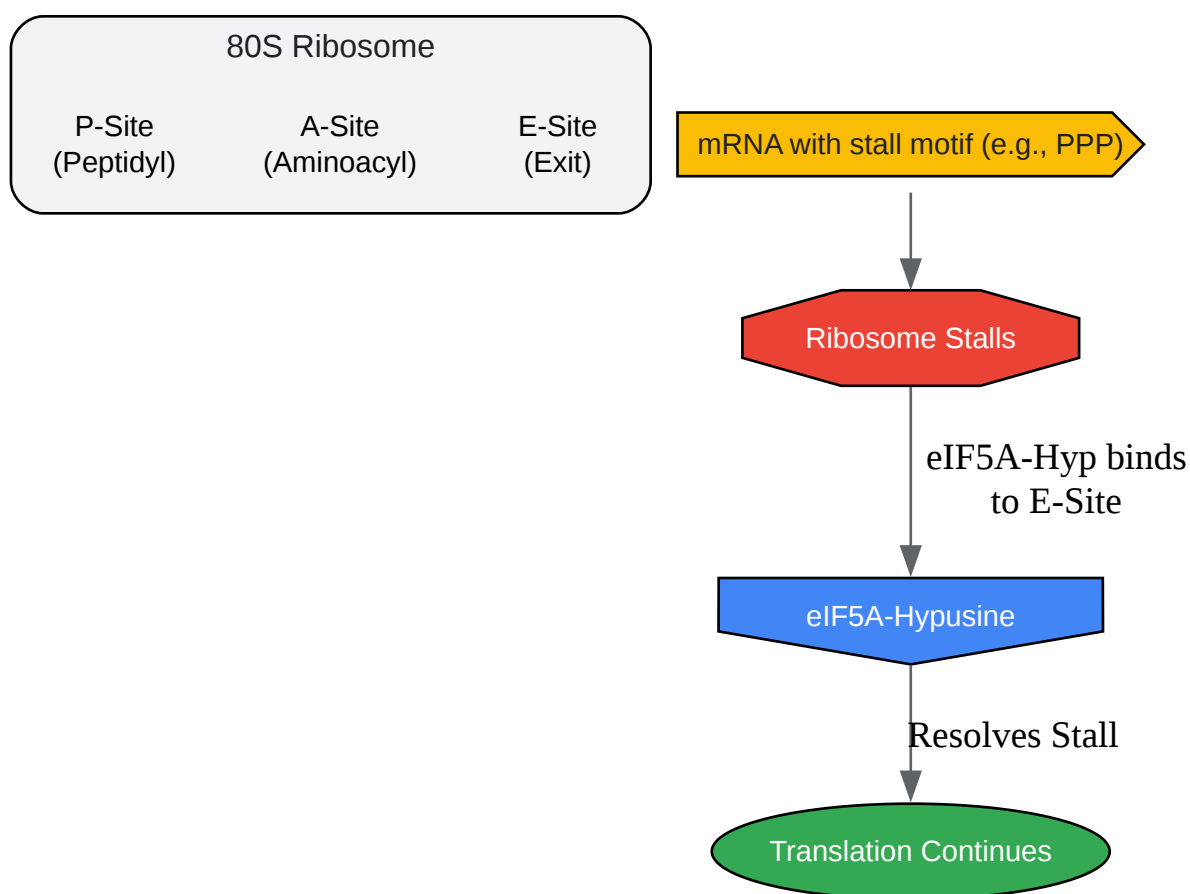 80S Ribosome
P-Site
(Peptidyl)
A-Site
(Aminoacyl)
E-Site
(Exit)
mRNA with stall motif (e.g., PPP)
Ribosome Stalls
eIF5A-Hyp binds
to E-Site
eIF5A-Hypusine
Resolves Stall
Translation Continues